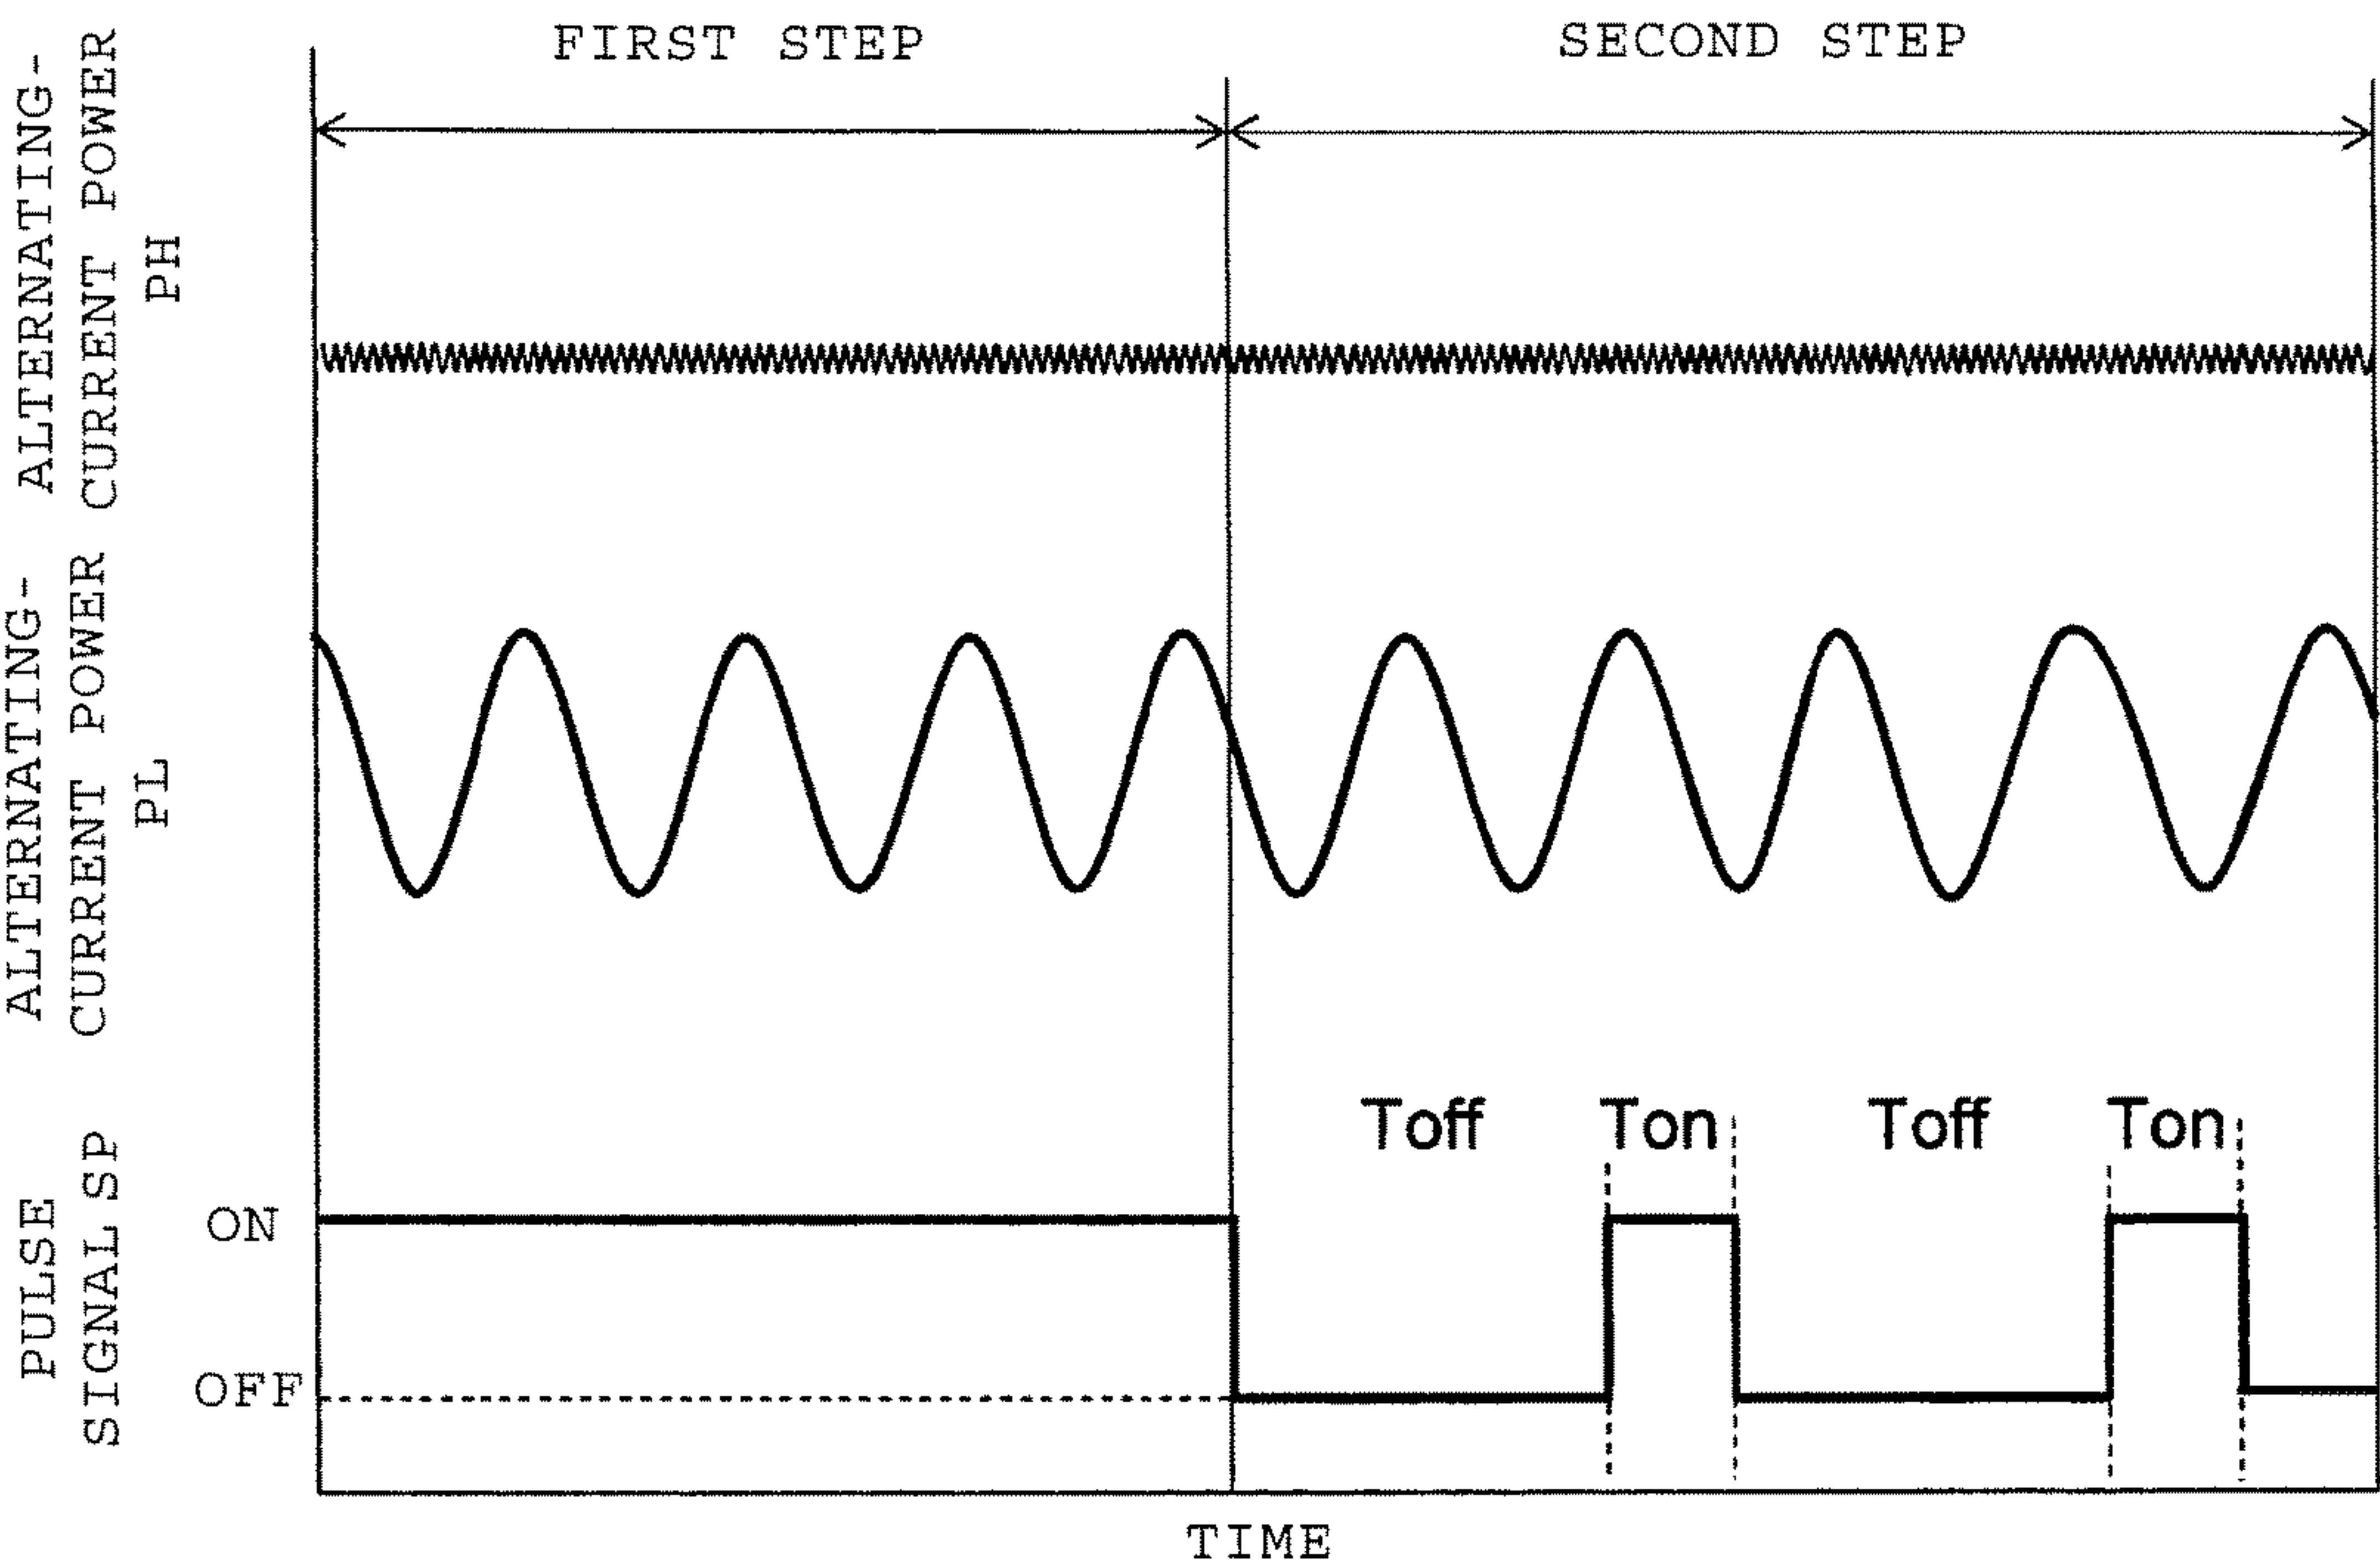 FIRST STEP
SECOND STEP
ALTERNATING-
CURRENT POWER
PH
ALTERNATING-
CURRENT POWER
PL
Toff
Ton
Toff
Ton
PULSE
SIGNAL SP
ON
OFF
TIME